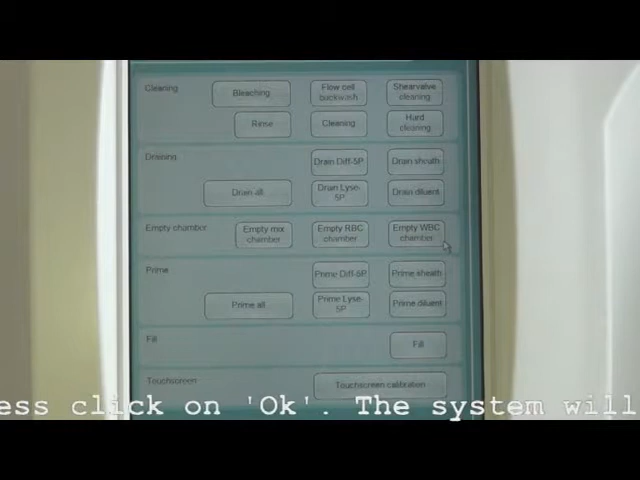 Cleaning
Bleaching
Flow cell
backwash
Shearvalve
cleaning
Rinse
Cleaning
Hard
cleaning
Draining
Drain Diff-5P
Drain sheath
Drain all
Drain Lyse-
5P
Drain diluent
Empty chamber
Empty mix
chamber
Empty RBC
chamber
Empty WBC
chamber
Prime
Prime Diff-5P
Prime sheath
Prime all
Prime Lyse-
5P
Prime diluent
Fill
Fill
Touchscreen
Touchscreen calibration
ess click on 'Ok'. The system will